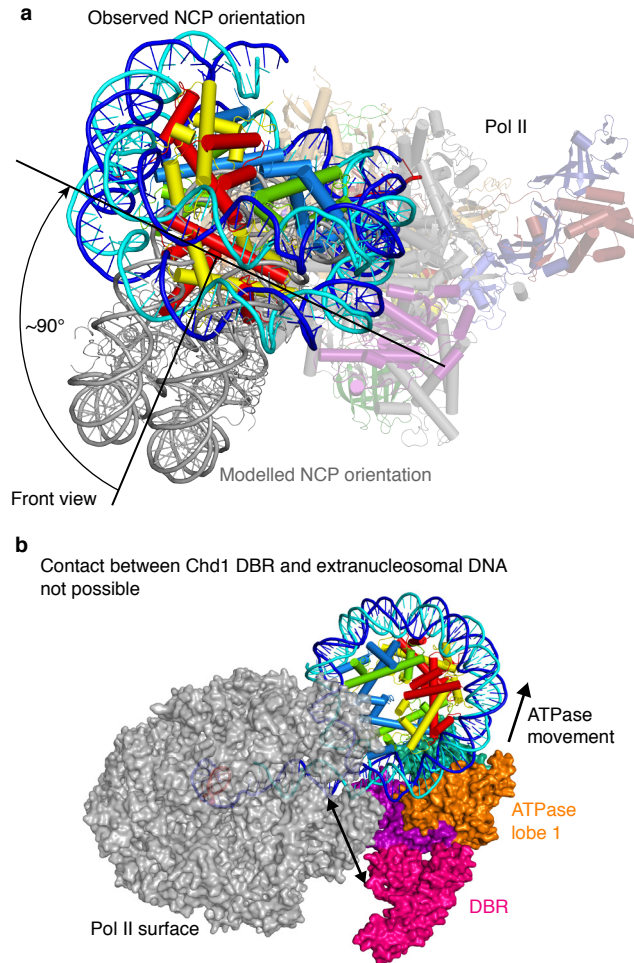 a
Observed NCP orientation
Pol II
~90°
Modelled NCP orientation
Front view
b
Contact between Chd1 DBR and extranucleosomal DNA
not possible
ATPase
movement
ATPase
lobe 1
DBR
Pol II surface